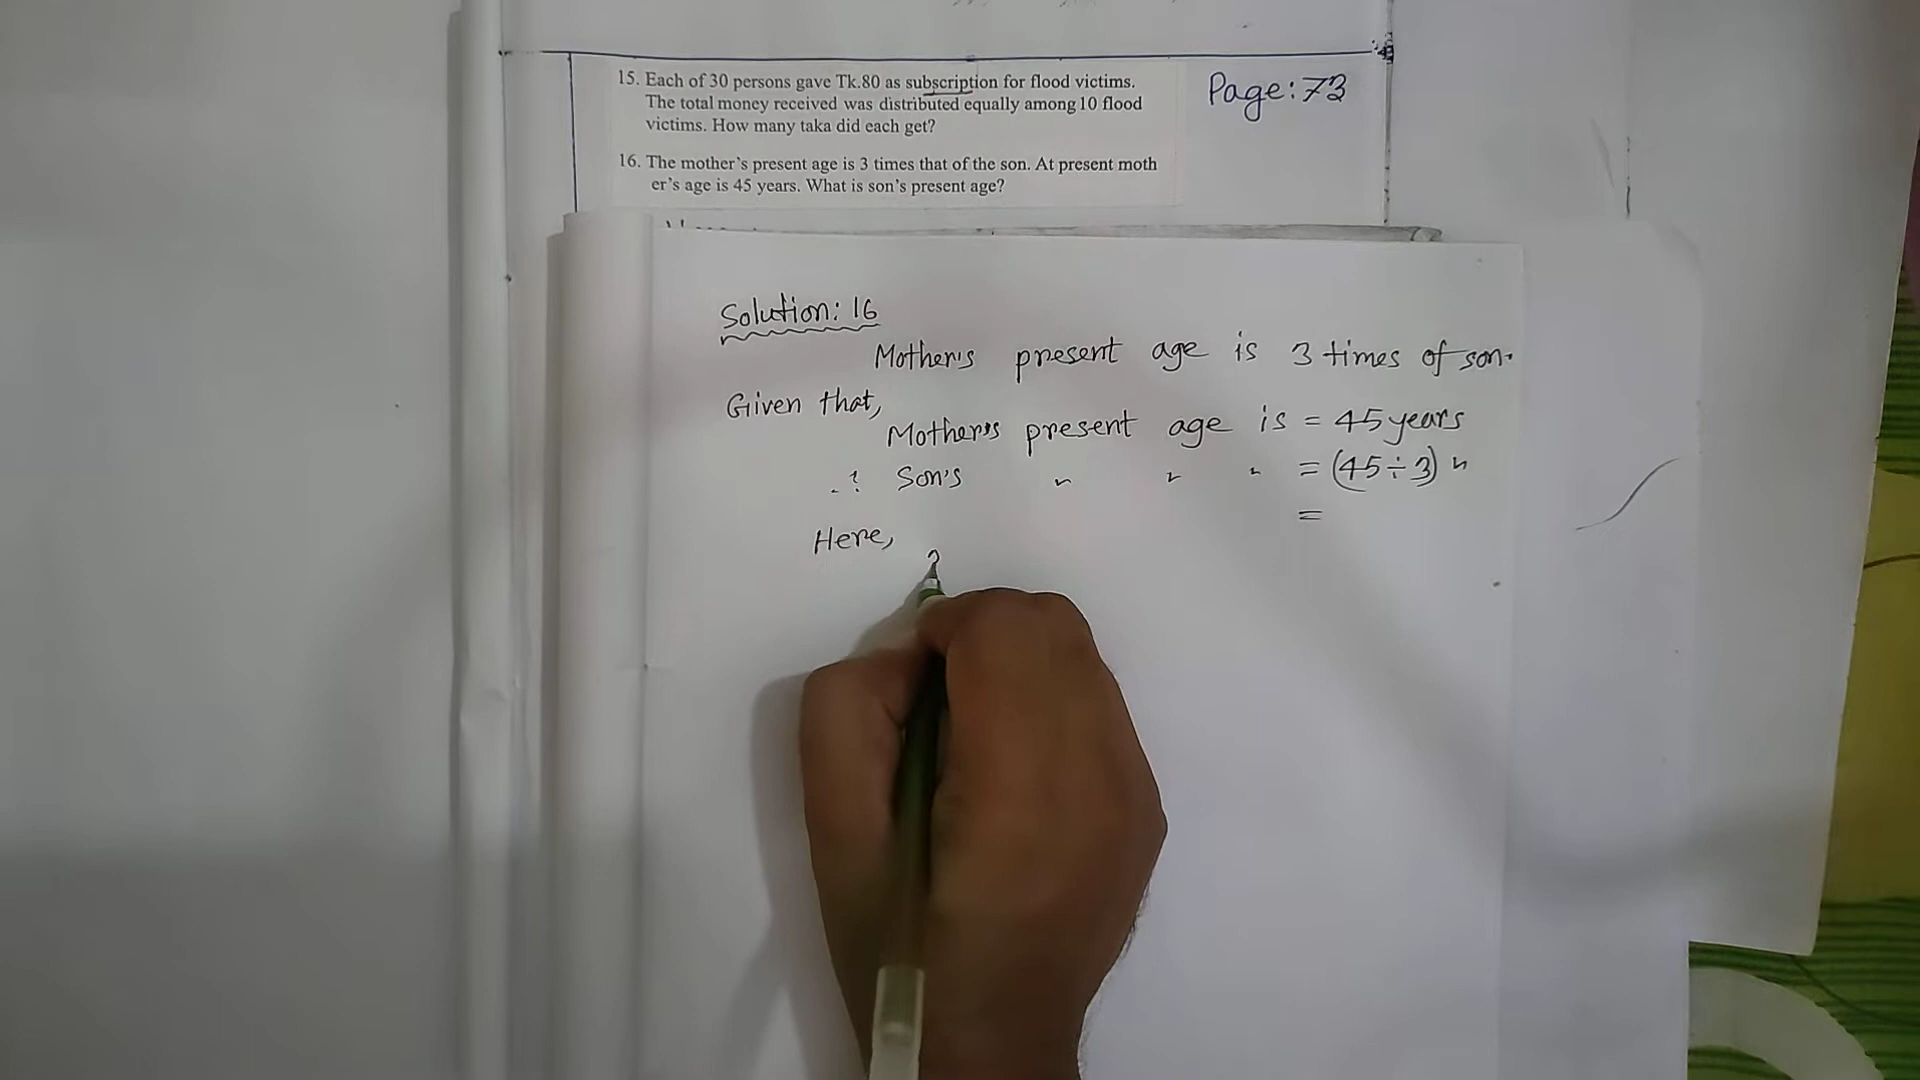 15. Each of 30 persons gave Tk.80 as subscription for flood victims.
The total money received was distributed equally among 10 flood
victims. How many taka did each get?
Page:73
16. The mother's present age is 3 times that of the son. At present moth
er's age is 45 years. What is son's present age?
Solution: 16
Mother's present age is 3 times of son.
Given that,
Mother's present age is = 45 years
∴ Son's " " " = (45÷3) "
=
Here,